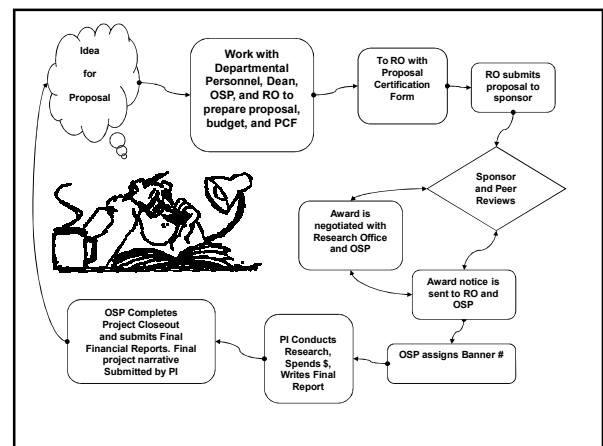 Idea
for
Proposal
Work with
Departmental
Personnel, Dean,
OSP, and RO to
prepare proposal,
budget, and PCF
To RO with
Proposal
Certification
Form
RO submits
proposal to
sponsor
Sponsor
and Peer
Reviews
Award is
negotiated with
Research Office
and OSP
Award notice is
sent to RO and
OSP
OSP assigns Banner #
PI Conducts
Research,
Spends $,
Writes Final
Report
OSP Completes
Project Closeout
and submits Final
Financial Reports. Final
project narrative
Submitted by PI